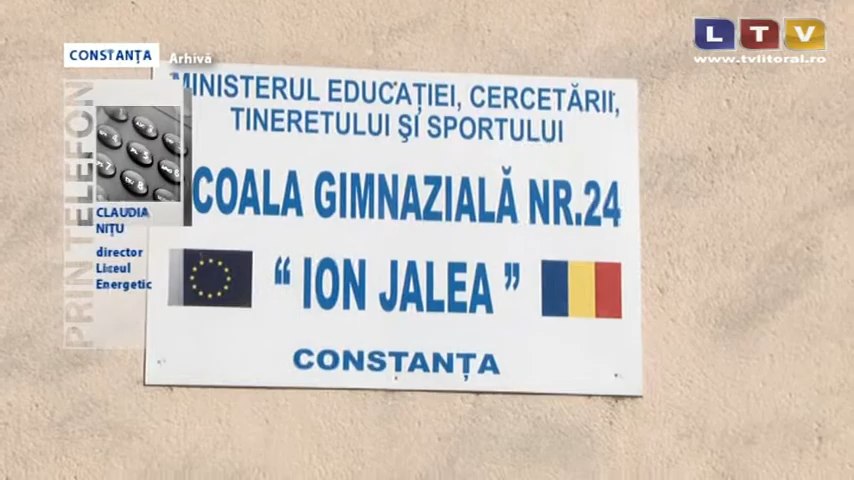 CONSTANȚA
Arhivă
LTV
www.tvlitoral.ro
PRIN TELEFON
CLAUDIA
NIȚU
director
Liceul
Energetic
MINISTERUL EDUCAȚIEI, CERCETĂRII,
TINERETULUI ŞI SPORTULUI
COALA GIMNAZIALĂ NR.24
“ ION JALEA ”
CONSTANȚA